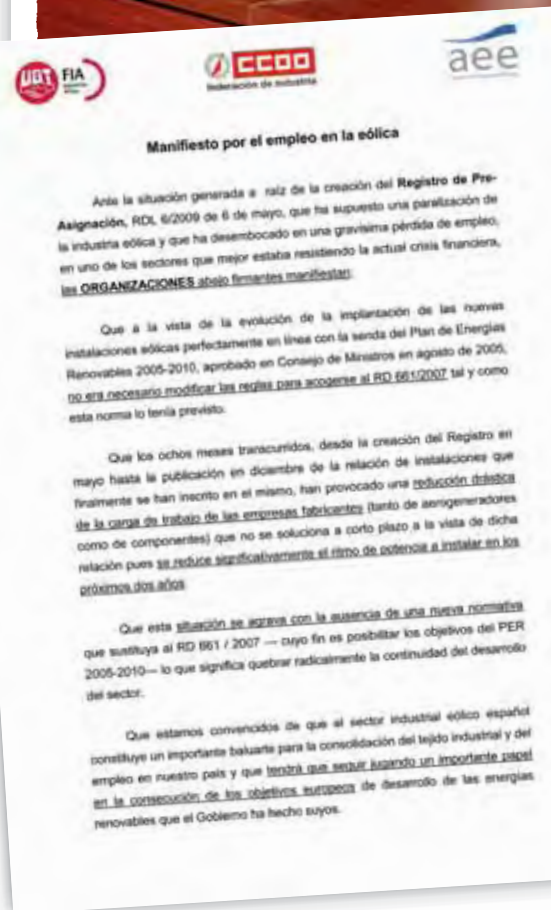 UGT FIA
CCOO
federación de industria
aee
Manifiesto por el empleo en la eólica
Ante la situación generada a raíz de la creación del Registro de Pre-
Asignación, RDL 6/2009 de 6 de mayo, que ha supuesto una paralización de
la industria eólica y que ha desembocado en una gravísima pérdida de empleo,
en uno de los sectores que mejor estaba resistiendo la actual crisis financiera,
las ORGANIZACIONES abajo firmantes manifiestan:
Que a la vista de la evolución de la implantación de las nuevas
instalaciones eólicas perfectamente en línea con la senda del Plan de Energías
Renovables 2005-2010, aprobado en Consejo de Ministros en agosto de 2005,
no era necesario modificar las reglas para acogerse al RD 661/2007 tal y como
esta norma lo tenía previsto.
Que los ochos meses transcurridos, desde la creación del Registro en
mayo hasta la publicación en diciembre de la relación de instalaciones que
finalmente se han inscrito en el mismo, han provocado una reducción drástica
de la carga de trabajo de las empresas fabricantes (tanto de aerogeneradores
como de componentes) que no se soluciona a corto plazo a la vista de dicha
relación pues se reduce significativamente el ritmo de potencia a instalar en los
próximos dos años.
Que esta situación se agrava con la ausencia de una nueva normativa
que sustituya al RD 661 / 2007 — cuyo fin es posibilitar los objetivos del PER
2005-2010— lo que significa quebrar radicalmente la continuidad del desarrollo
del sector.
Que estamos convencidos de que el sector industrial eólico español
constituye un importante baluarte para la consolidación del tejido industrial y del
empleo en nuestro país y que tendrá que seguir jugando un importante papel
en la consecución de los objetivos europeos de desarrollo de las energías
renovables que el Gobierno ha hecho suyos.